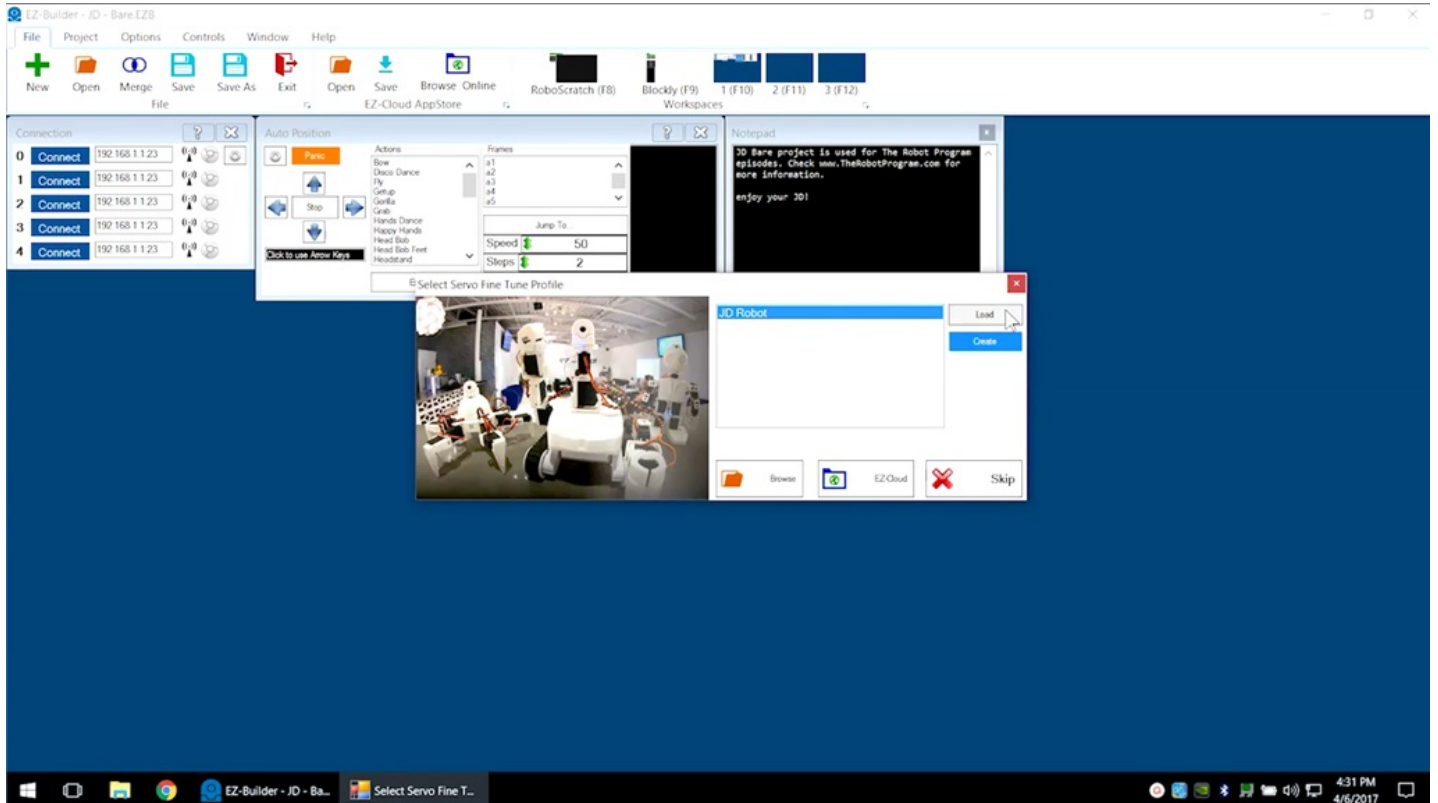 EZ-Builder - JD - Bare.EZB
File Project Options Controls Window Help
New Open Merge Save Save As Exit Open Save Browse Online RoboScratch (F8) Blockly (F9) 1 (F10) 2 (F11) 3 (F12)
File EZ-Cloud AppStore Workspaces
Connection
0 Connect 192.168.1.1:23
1 Connect 192.168.1.1:23
2 Connect 192.168.1.1:23
3 Connect 192.168.1.1:23
4 Connect 192.168.1.1:23
Auto Position
Panic
Stop
Click to use Arrow Keys
Actions
Bow
Disco Dance
Fly
Getup
Gorilla
Grab
Hands Dance
Happy Hands
Head Bob
Head Bob Feet
Headstand
Frames
a1
a2
a3
a4
a5
Jump To...
Speed 50
Steps 2
Notepad
JD Bare project is used for The Robot Program
episodes. Check www.TheRobotProgram.com for
more information.
enjoy your JD!
Select Servo Fine Tune Profile
JD Robot
Load
Create
Browse EZ-Cloud Skip
EZ-Builder - JD - Ba... Select Servo Fine T...
4:31 PM
4/6/2017